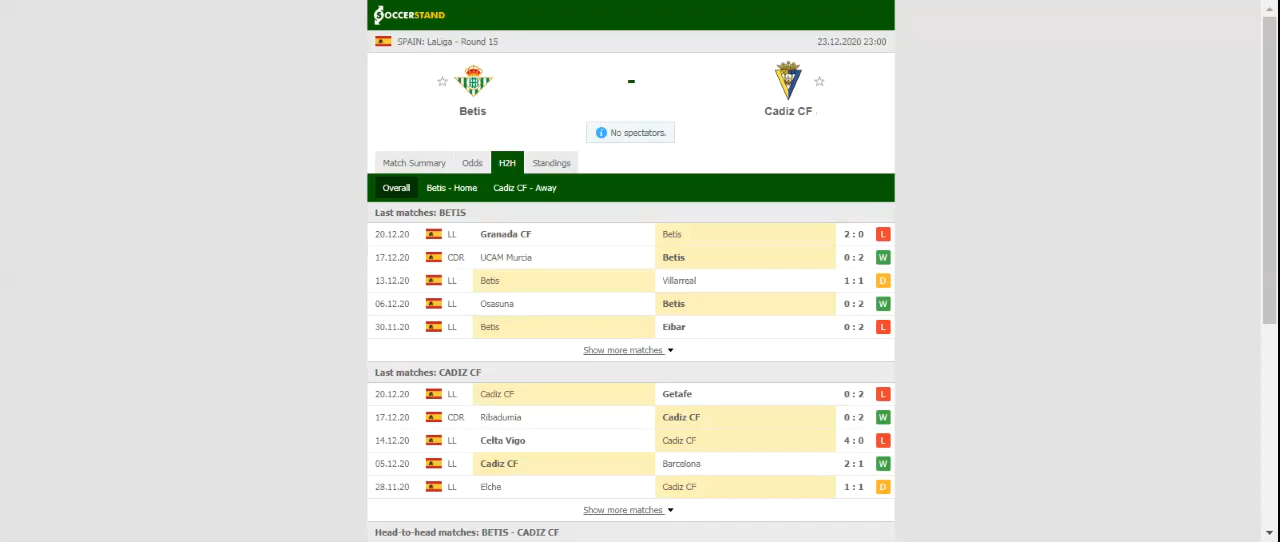 SOCCERSTAND
SPAIN: LaLiga - Round 15 23.12.2020 23:00
-
Betis Cadiz CF
No spectators.
Match Summary Odds H2H Standings
Overall Betis - Home Cadiz CF - Away
Last matches: BETIS
20.12.20 LL Granada CF Betis 2 : 0 L
17.12.20 CDR UCAM Murcia Betis 0 : 2 W
13.12.20 LL Betis Villarreal 1 : 1 D
06.12.20 LL Osasuna Betis 0 : 2 W
30.11.20 LL Betis Eibar 0 : 2 L
Show more matches
Last matches: CADIZ CF
20.12.20 LL Cadiz CF Getafe 0 : 2 L
17.12.20 CDR Ribadumia Cadiz CF 0 : 2 W
14.12.20 LL Celta Vigo Cadiz CF 4 : 0 L
05.12.20 LL Cadiz CF Barcelona 2 : 1 W
28.11.20 LL Elche Cadiz CF 1 : 1 D
Show more matches
Head-to-head matches: BETIS - CADIZ CF